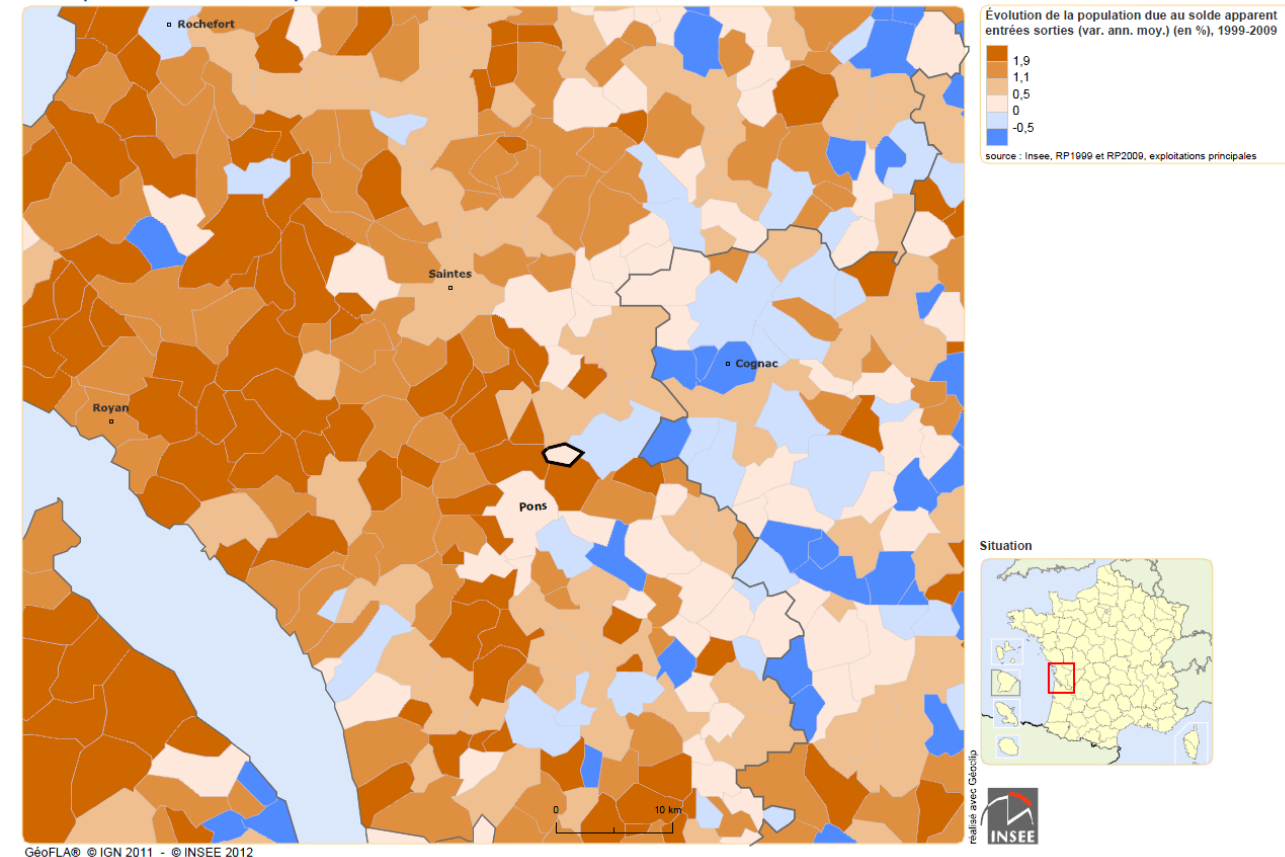 Rochefort
Saintes
Cognac
Royan
Pons
0 10 km
réalisé avec Géoclip
GéoFLA® © IGN 2011 - © INSEE 2012
Évolution de la population due au solde apparent
entrées sorties (var. ann. moy.) (en %), 1999-2009
1,9
1,1
0,5
0
-0,5
source : Insee, RP1999 et RP2009, exploitations principales
Situation
INSEE